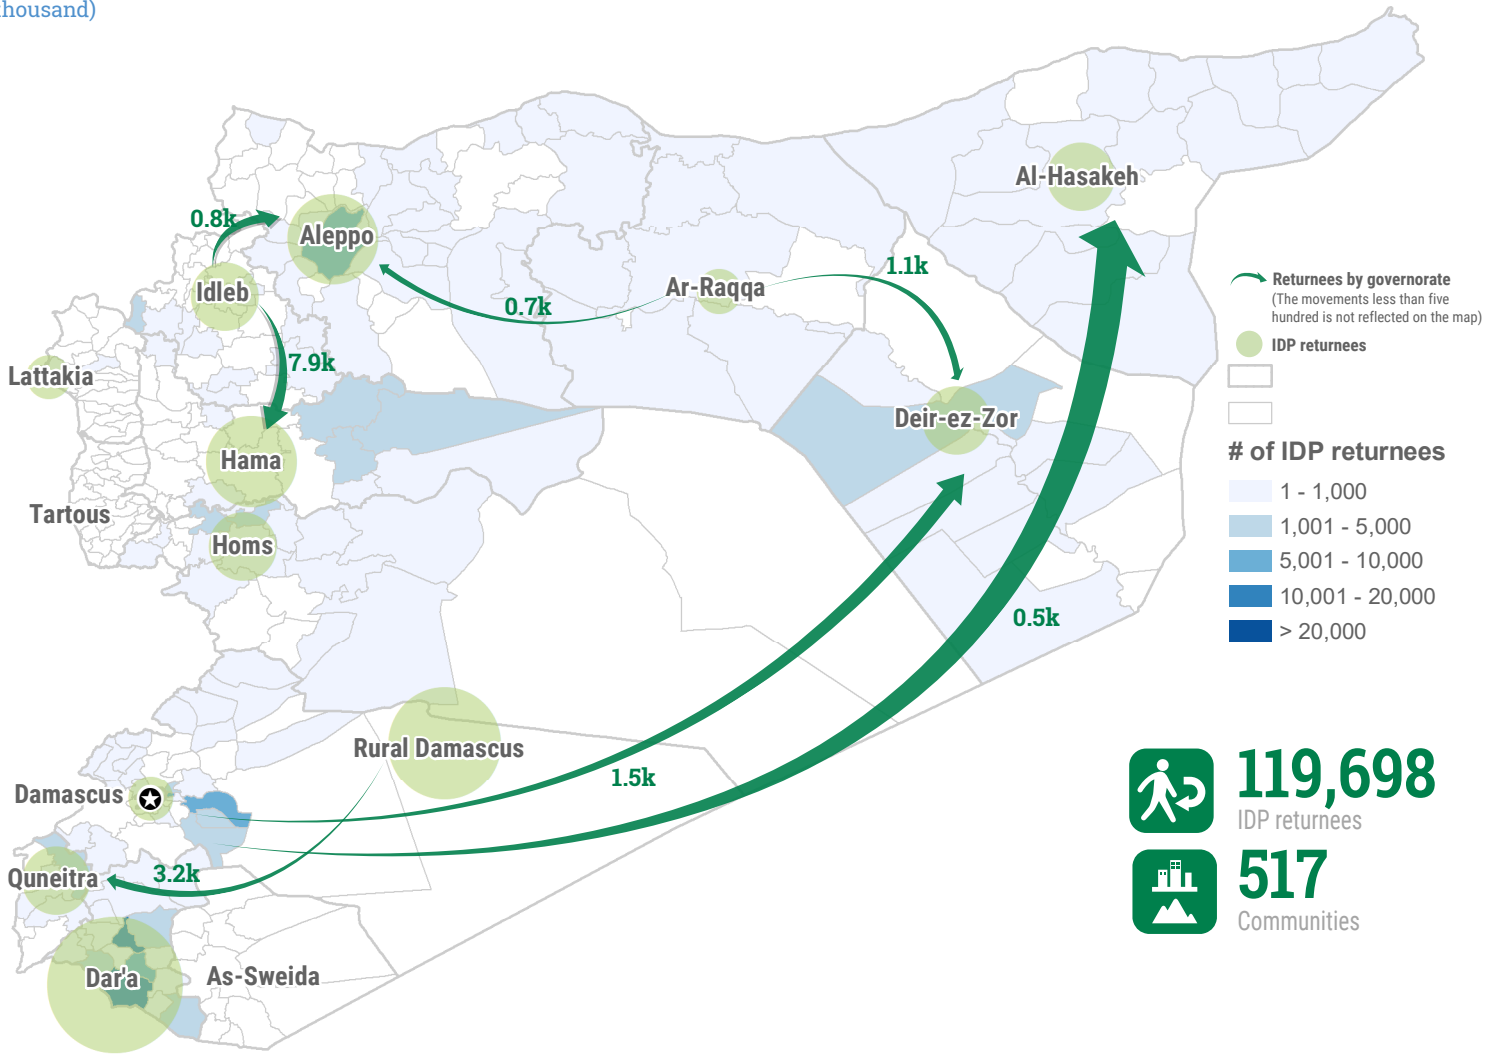 thousand)
Al-Hasakeh
0.8k
Aleppo
1.1k
Ar-Raqqa
Idleb
0.7k
Returnees by governorate
(The movements less than five
hundred is not reflected on the map)
IDP returnees
7.9k
Lattakia
Deir-ez-Zor
Hama
# of IDP returnees
1 - 1,000
Tartous
1,001 - 5,000
Homs
5,001 - 10,000
10,001 - 20,000
0.5k
> 20,000
Rural Damascus
1.5k
Damascus
119,698
IDP returnees
3.2k
Quneitra
517
Communities
Dar'a
As-Sweida